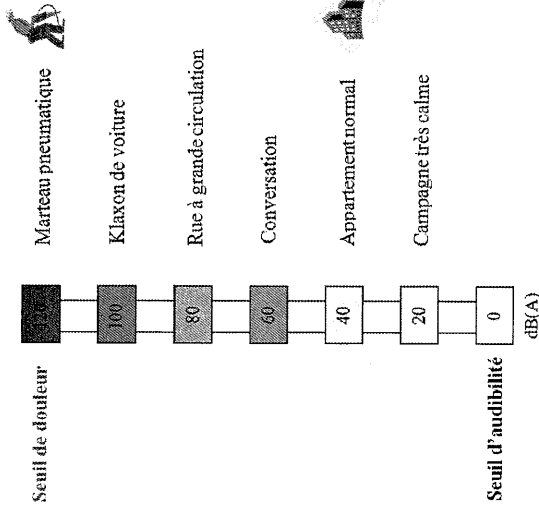 Seuil de douleur 120 Marteau pneumatique
100 Klaxon de voiture
80 Rue à grande circulation
60 Conversation
40 Appartement normal
20 Campagne très calme
Seuil d'audibilité 0
dB(A)